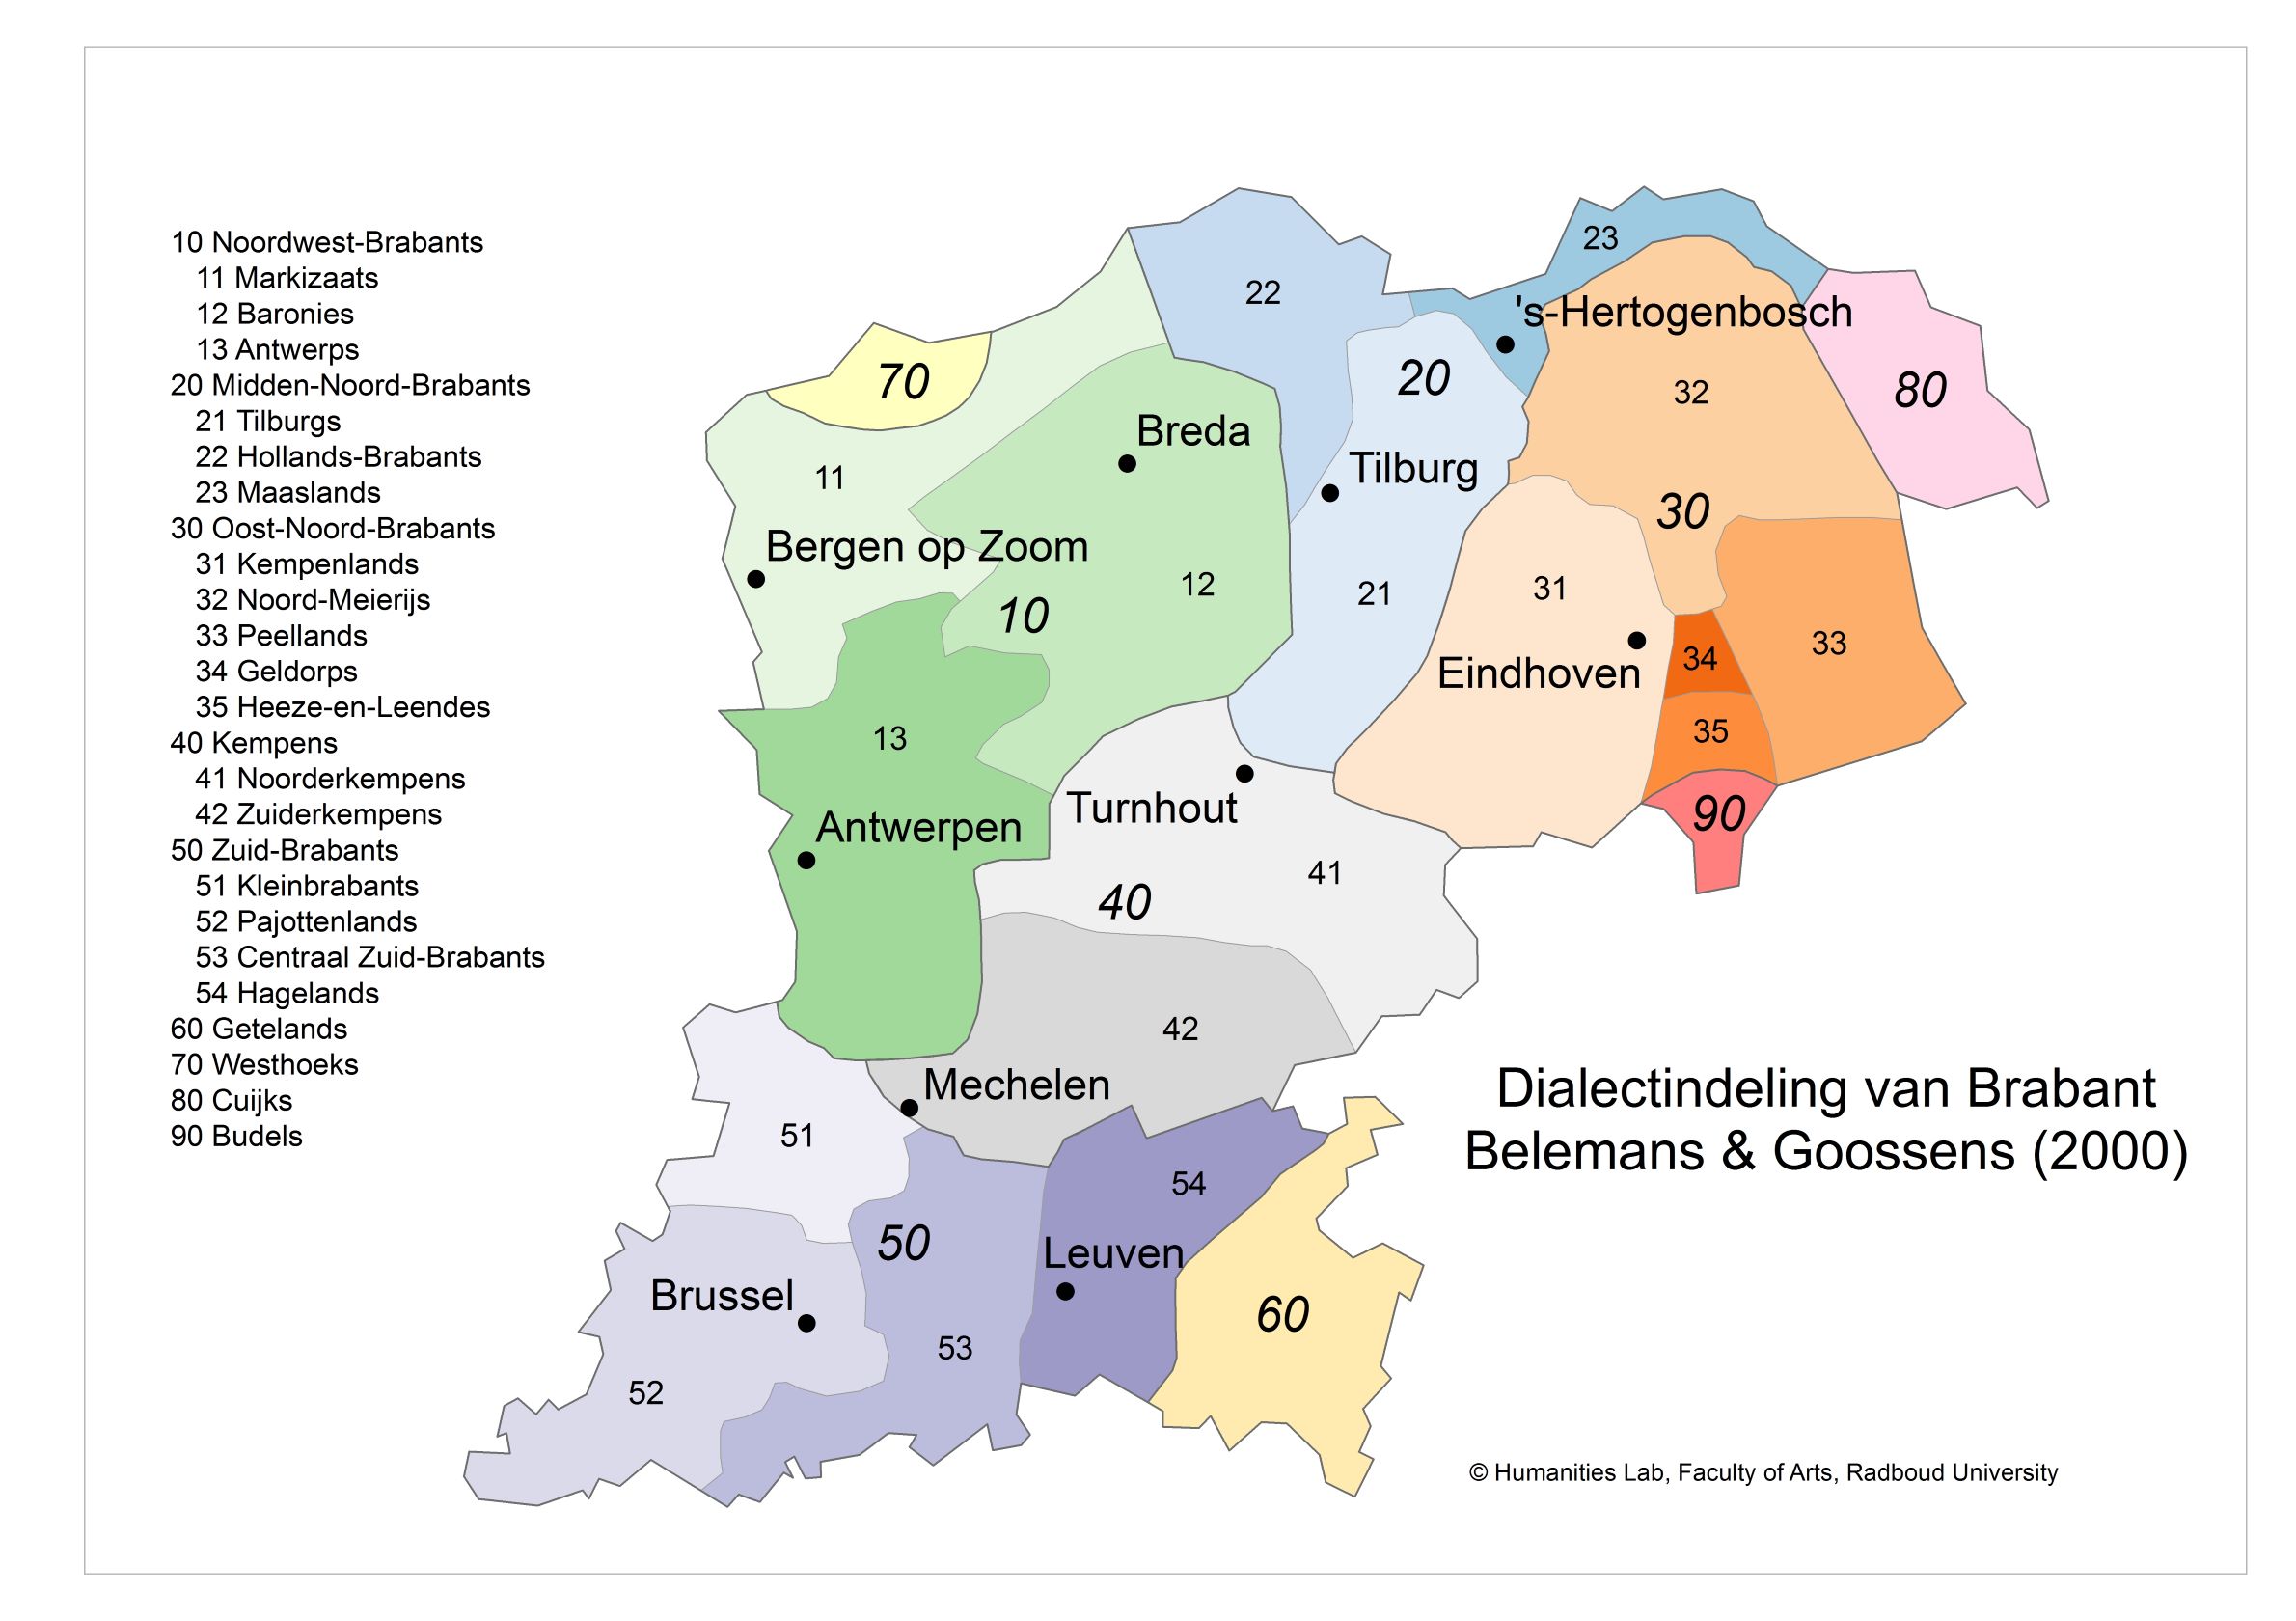 10 Noordwest-Brabants
11 Markizaats
12 Baronies
13 Antwerps
20 Midden-Noord-Brabants
21 Tilburgs
22 Hollands-Brabants
23 Maaslands
30 Oost-Noord-Brabants
31 Kempenlands
32 Noord-Meierijs
33 Peellands
34 Geldorps
35 Heeze-en-Leendes
40 Kempens
41 Noorderkempens
42 Zuiderkempens
50 Zuid-Brabants
51 Kleinbrabants
52 Pajottenlands
53 Centraal Zuid-Brabants
54 Hagelands
60 Getelands
70 Westhoeks
80 Cuijks
90 Budels
23
22
's-Hertogenbosch
70
20
32
80
Breda
11
Tilburg
30
Bergen op Zoom
12
31
21
10
33
34
Eindhoven
35
13
Turnhout
90
Antwerpen
41
40
42
Mechelen
51
54
50
Leuven
Brussel
60
53
52
Dialectindeling van Brabant
Belemans & Goossens (2000)
© Humanities Lab, Faculty of Arts, Radboud University